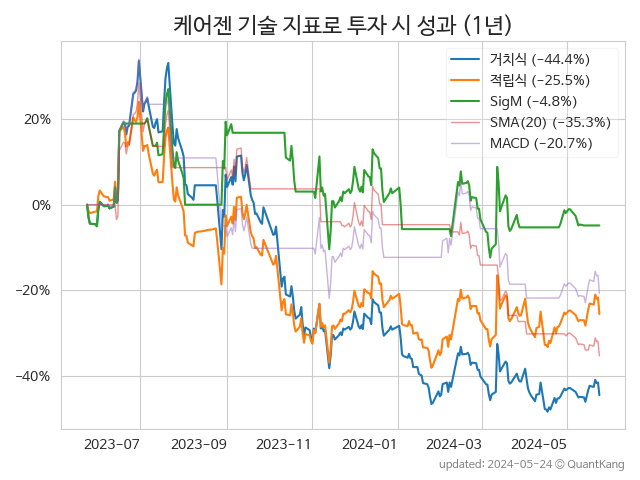 케어젠 기술 지표로 투자 시 성과 (1년)
거치식 (−44.4%)
적립식 (−25.5%)
SigM (−4.8%)
SMA(20) (−35.3%)
MACD (−20.7%)
20%
0%
−20%
−40%
2023−07
2023−09
2023−11
2024−01
2024−03
2024−05
updated: 2024-05-24 © QuantKang